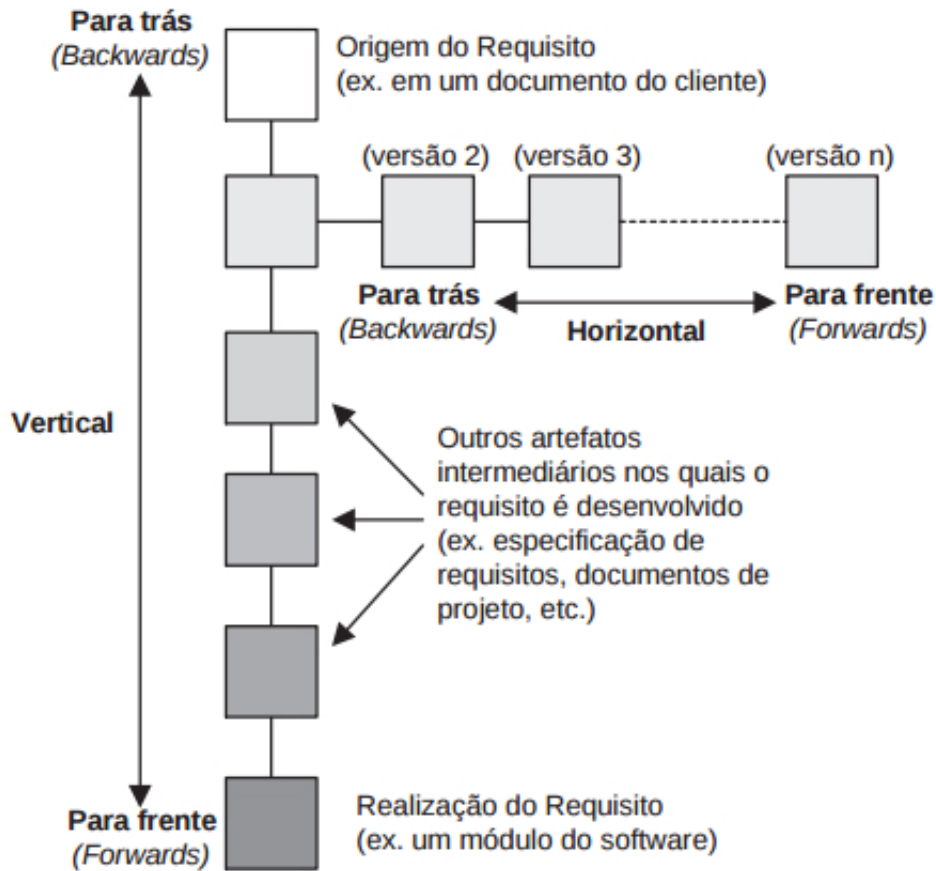 Para trás
(Backwards)
Origem do Requisito
(ex. em um documento do cliente)
(versão 2)
(versão 3)
(versão n)
Para trás
(Backwards)
Horizontal
Para frente
(Forwards)
Vertical
Outros artefatos
intermediários nos quais o
requisito é desenvolvido
(ex. especificação de
requisitos, documentos de
projeto, etc.)
Para frente
(Forwards)
Realização do Requisito
(ex. um módulo do software)